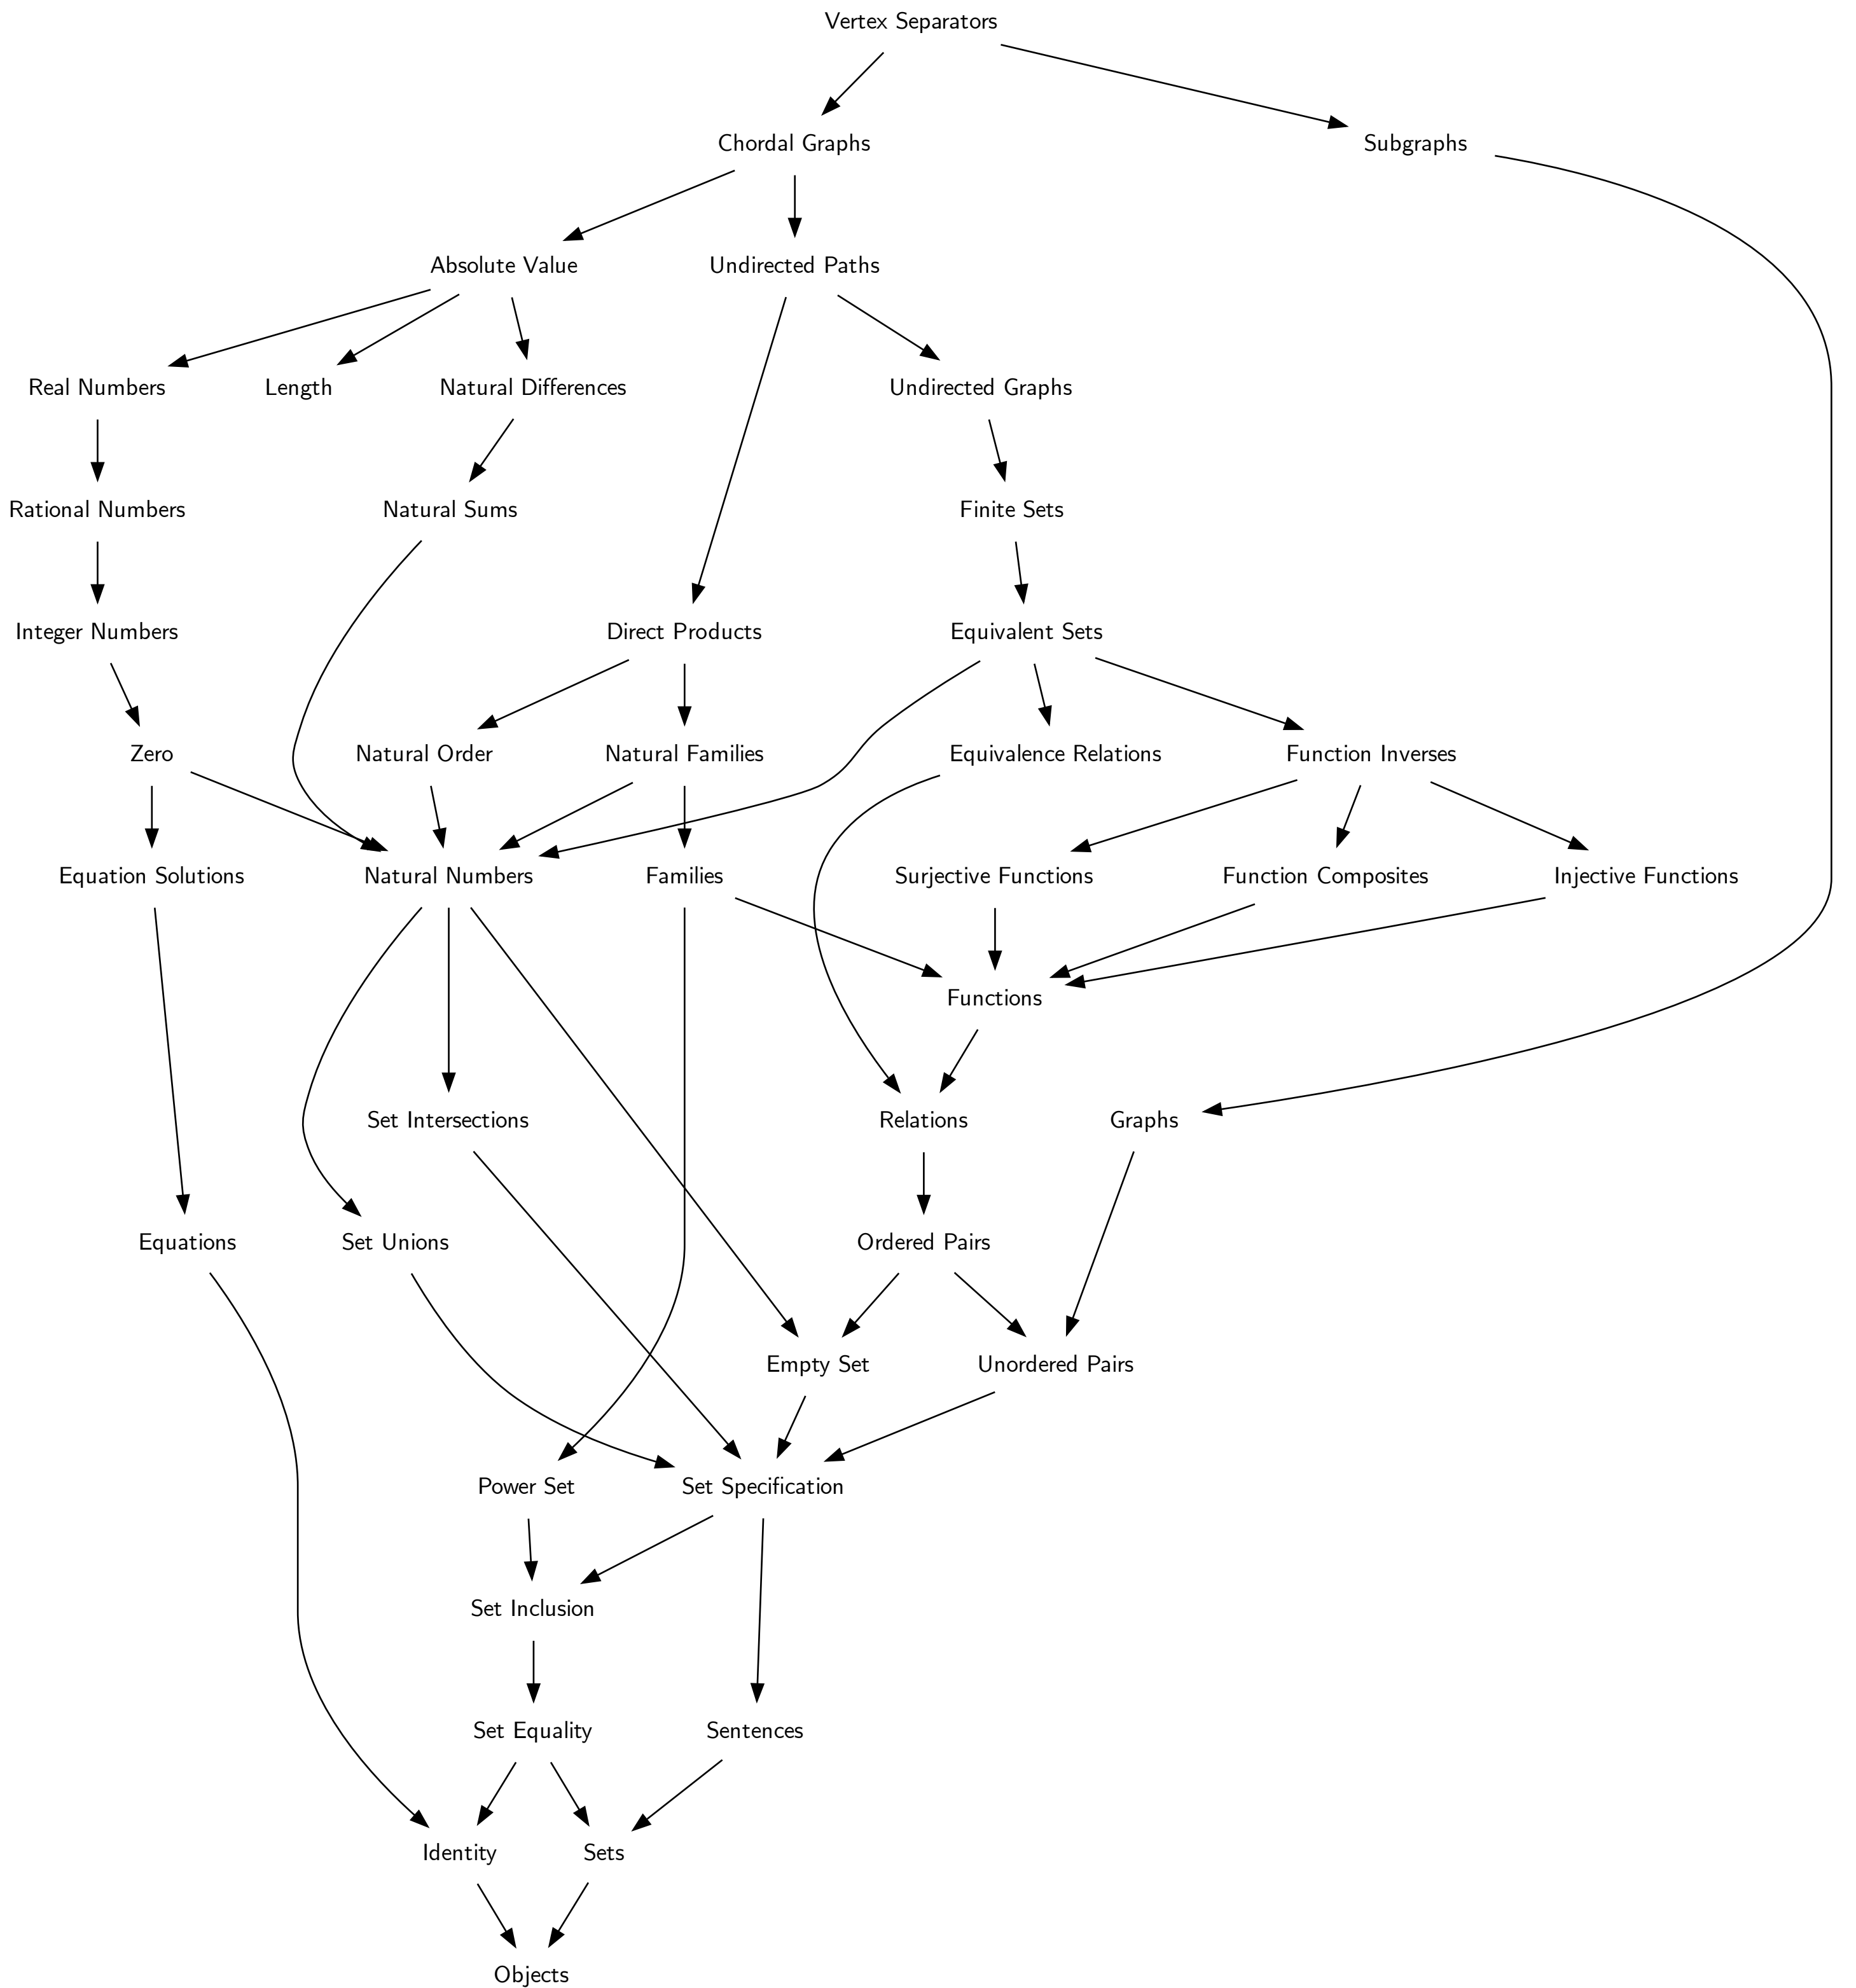 Vertex Separators
Chordal Graphs
Subgraphs
Absolute Value
Undirected Paths
Real Numbers
Length
Natural Differences
Undirected Graphs
Rational Numbers
Natural Sums
Finite Sets
Integer Numbers
Direct Products
Equivalent Sets
Zero
Natural Order
Natural Families
Equivalence Relations
Function Inverses
Equation Solutions
Natural Numbers
Families
Surjective Functions
Function Composites
Injective Functions
Functions
Set Intersections
Relations
Graphs
Equations
Set Unions
Ordered Pairs
Empty Set
Unordered Pairs
Power Set
Set Specification
Set Inclusion
Set Equality
Sentences
Identity
Sets
Objects